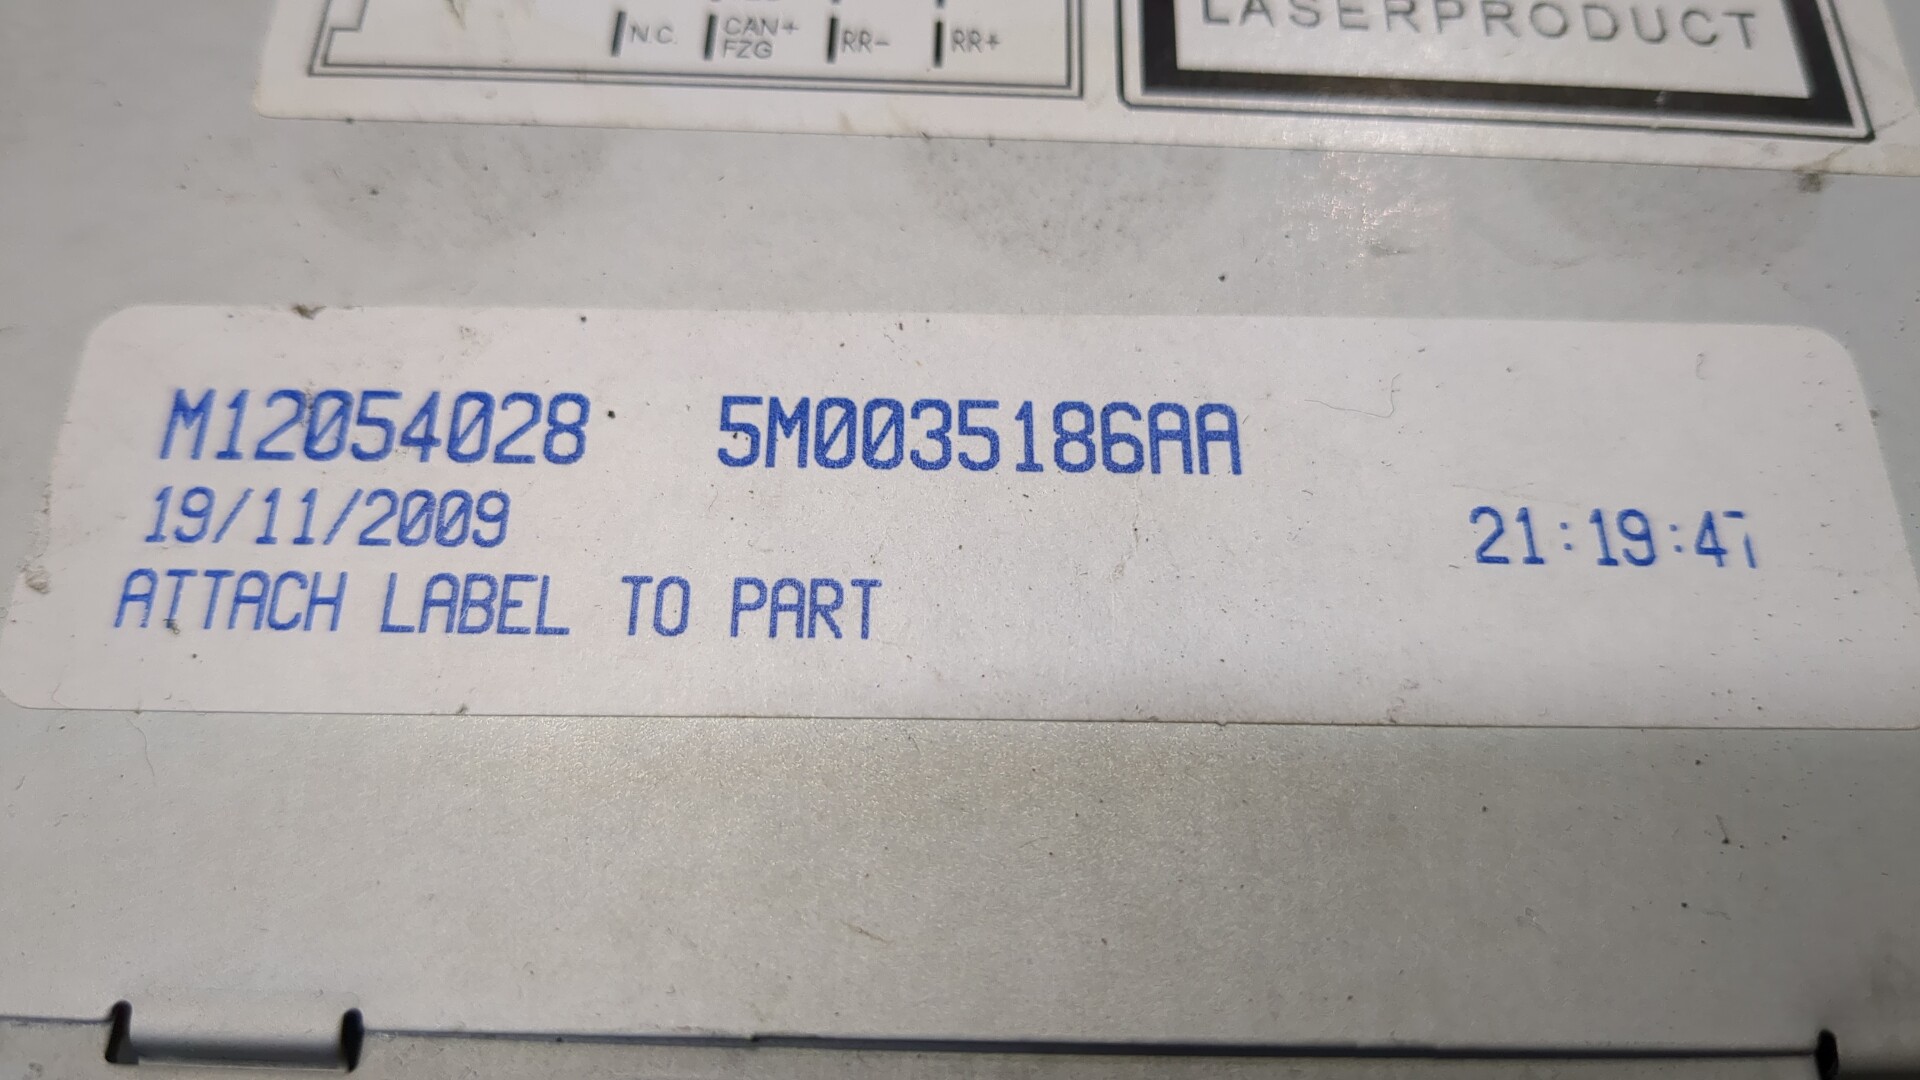 LASERPRODUCT
N.C. CAN+ FZG RR- RR+
M12054028 5M0035186AA
19/11/2009 21:19:47
ATTACH LABEL TO PART